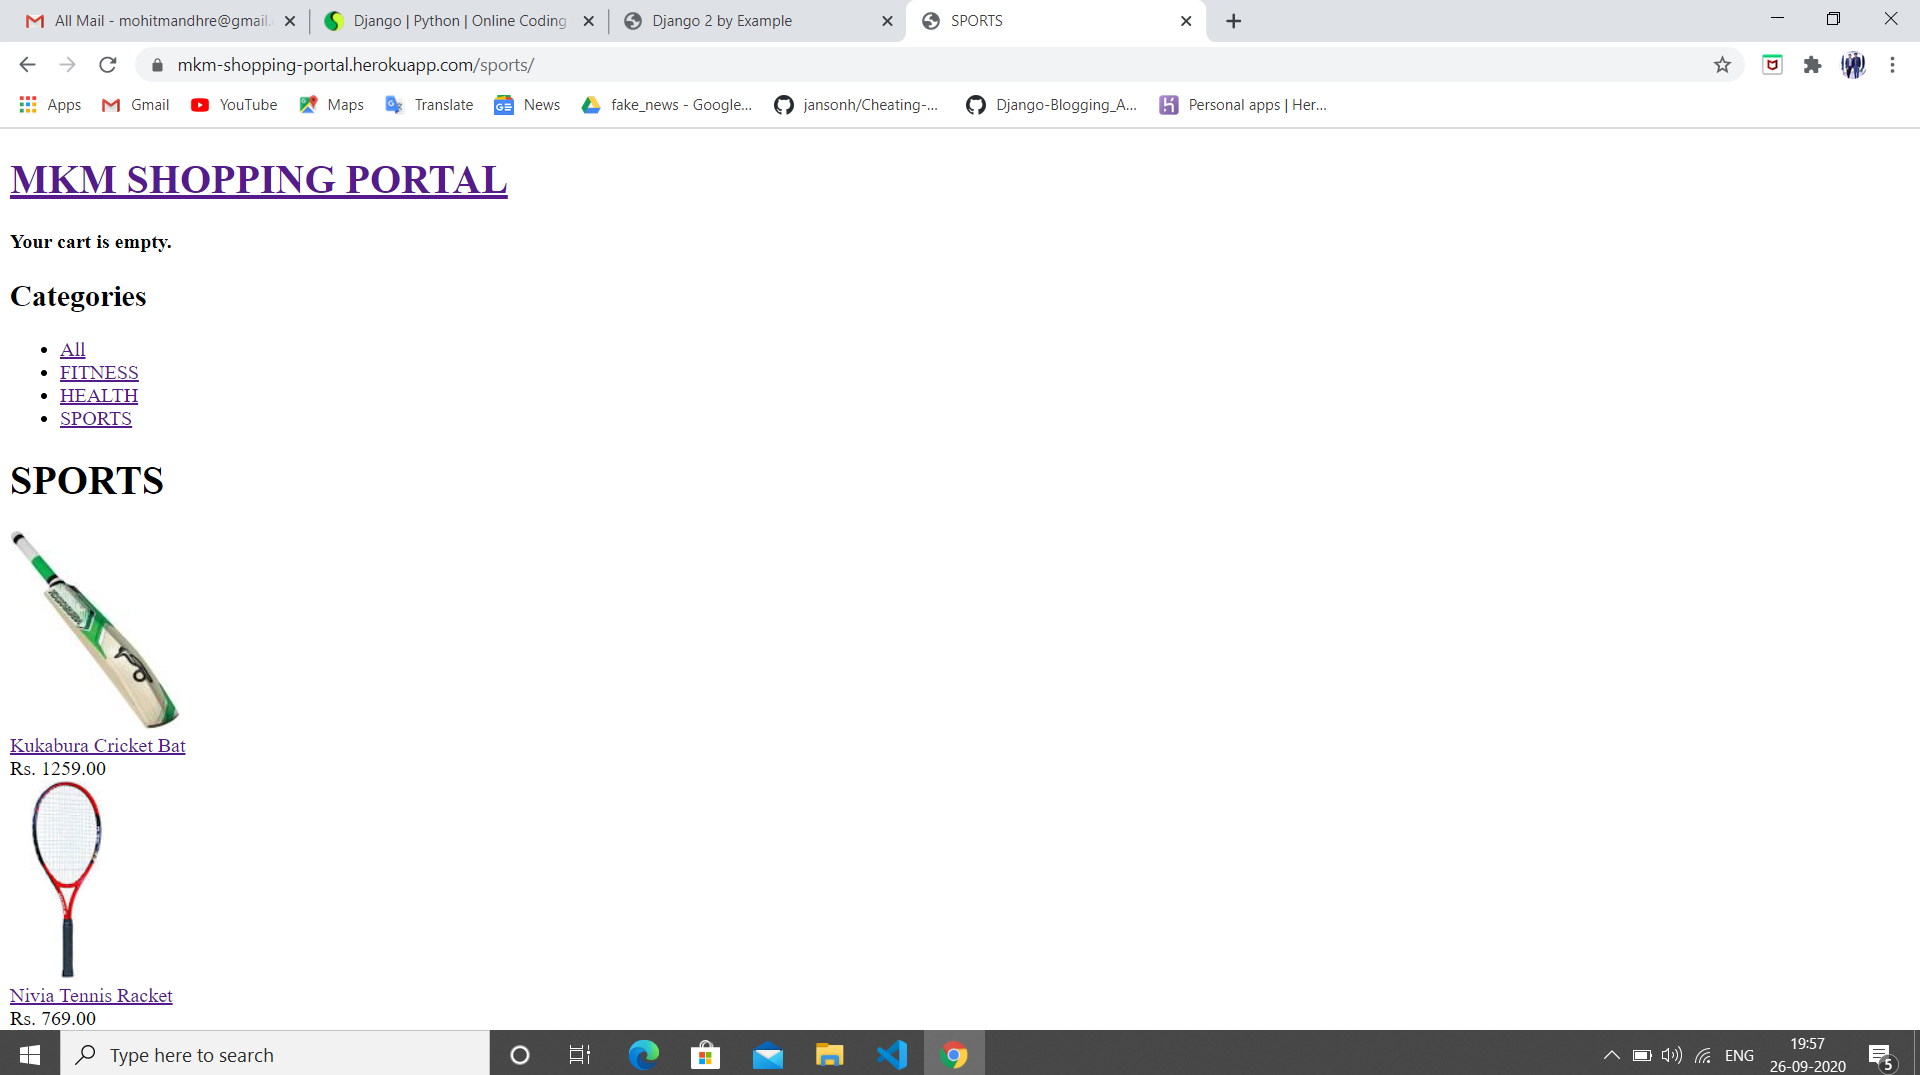 All Mail - mohitmandhre@gmail.
Django | Python | Online Coding
Django 2 by Example
SPORTS
mkm-shopping-portal.herokuapp.com/sports/
Apps
Gmail
YouTube
Maps
Translate
News
fake_news - Google...
jansonh/Cheating-...
Django-Blogging_A...
Personal apps | Her...
MKM SHOPPING PORTAL
Your cart is empty.
Categories
All
FITNESS
HEALTH
SPORTS
SPORTS
Kukabura Cricket Bat
Rs. 1259.00
Nivia Tennis Racket
Rs. 769.00
Type here to search
ENG
19:57
26-09-2020
5